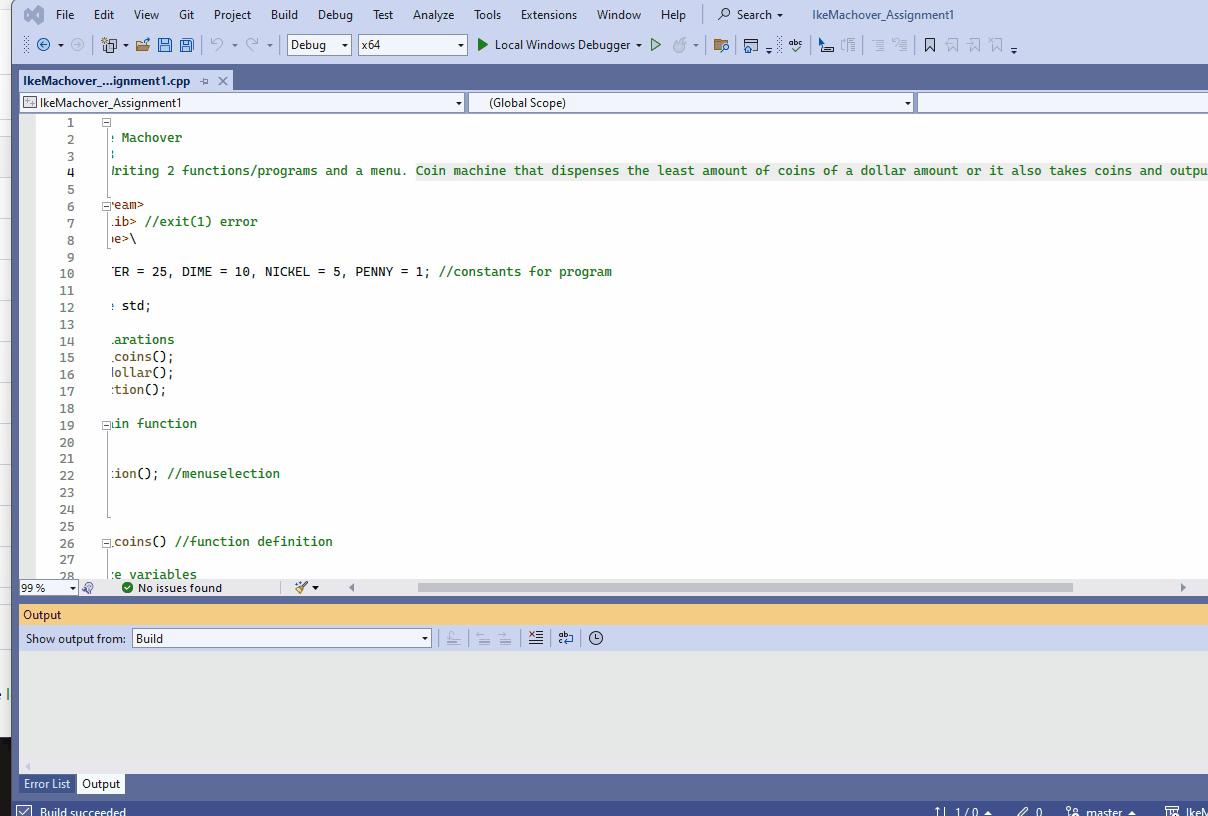 File Edit View Git Project Build Debug Test Analyze Tools Extensions Window Help Search IkeMachover_Assignment1
Debug x64 Local Windows Debugger
IkeMachover_...ignment1.cpp
IkeMachover_Assignment1 (Global Scope)
1
2 Machover
3
4 riting 2 functions/programs and a menu. Coin machine that dispenses the least amount of coins of a dollar amount or it also takes coins and outpu
5
6 eam>
7 ib> //exit(1) error
8 e>\
9
10 TER = 25, DIME = 10, NICKEL = 5, PENNY = 1; //constants for program
11
12 std;
13
14 arations
15 coins();
16 dollar();
17 ction();
18
19 in function
20
21
22 ion(); //menuselection
23
24
25
26 _coins() //function definition
27
28 e variables
99 % No issues found
Output
Show output from: Build
Error List Output
Build succeeded 1 / 0 0 master IkeM